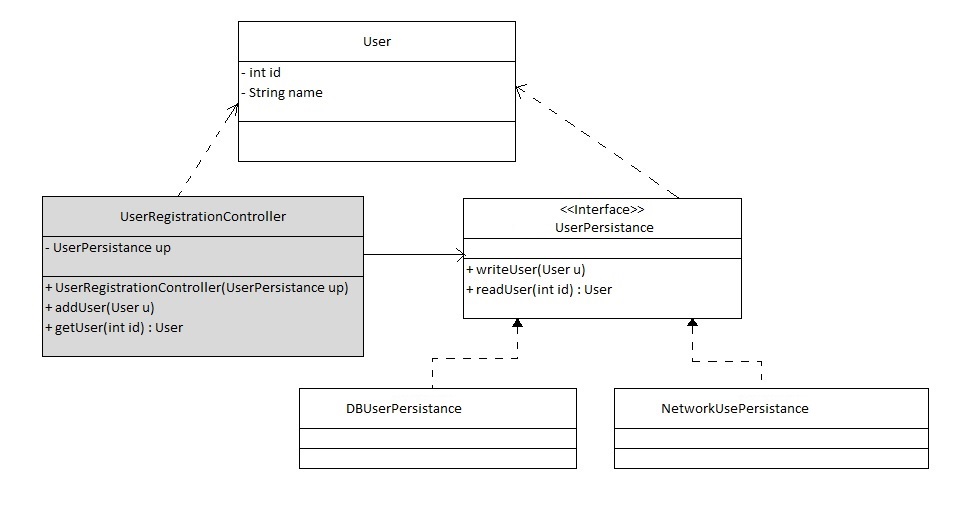 User
- int id
- String name
UserRegistrationController
- UserPersistance up
+ UserRegistrationController(UserPersistance up)
+ addUser(User u)
+ getUser(int id) : User
<<Interface>>
UserPersistance
+ writeUser(User u)
+ readUser(int id) : User
DBUserPersistance
NetworkUsePersistance